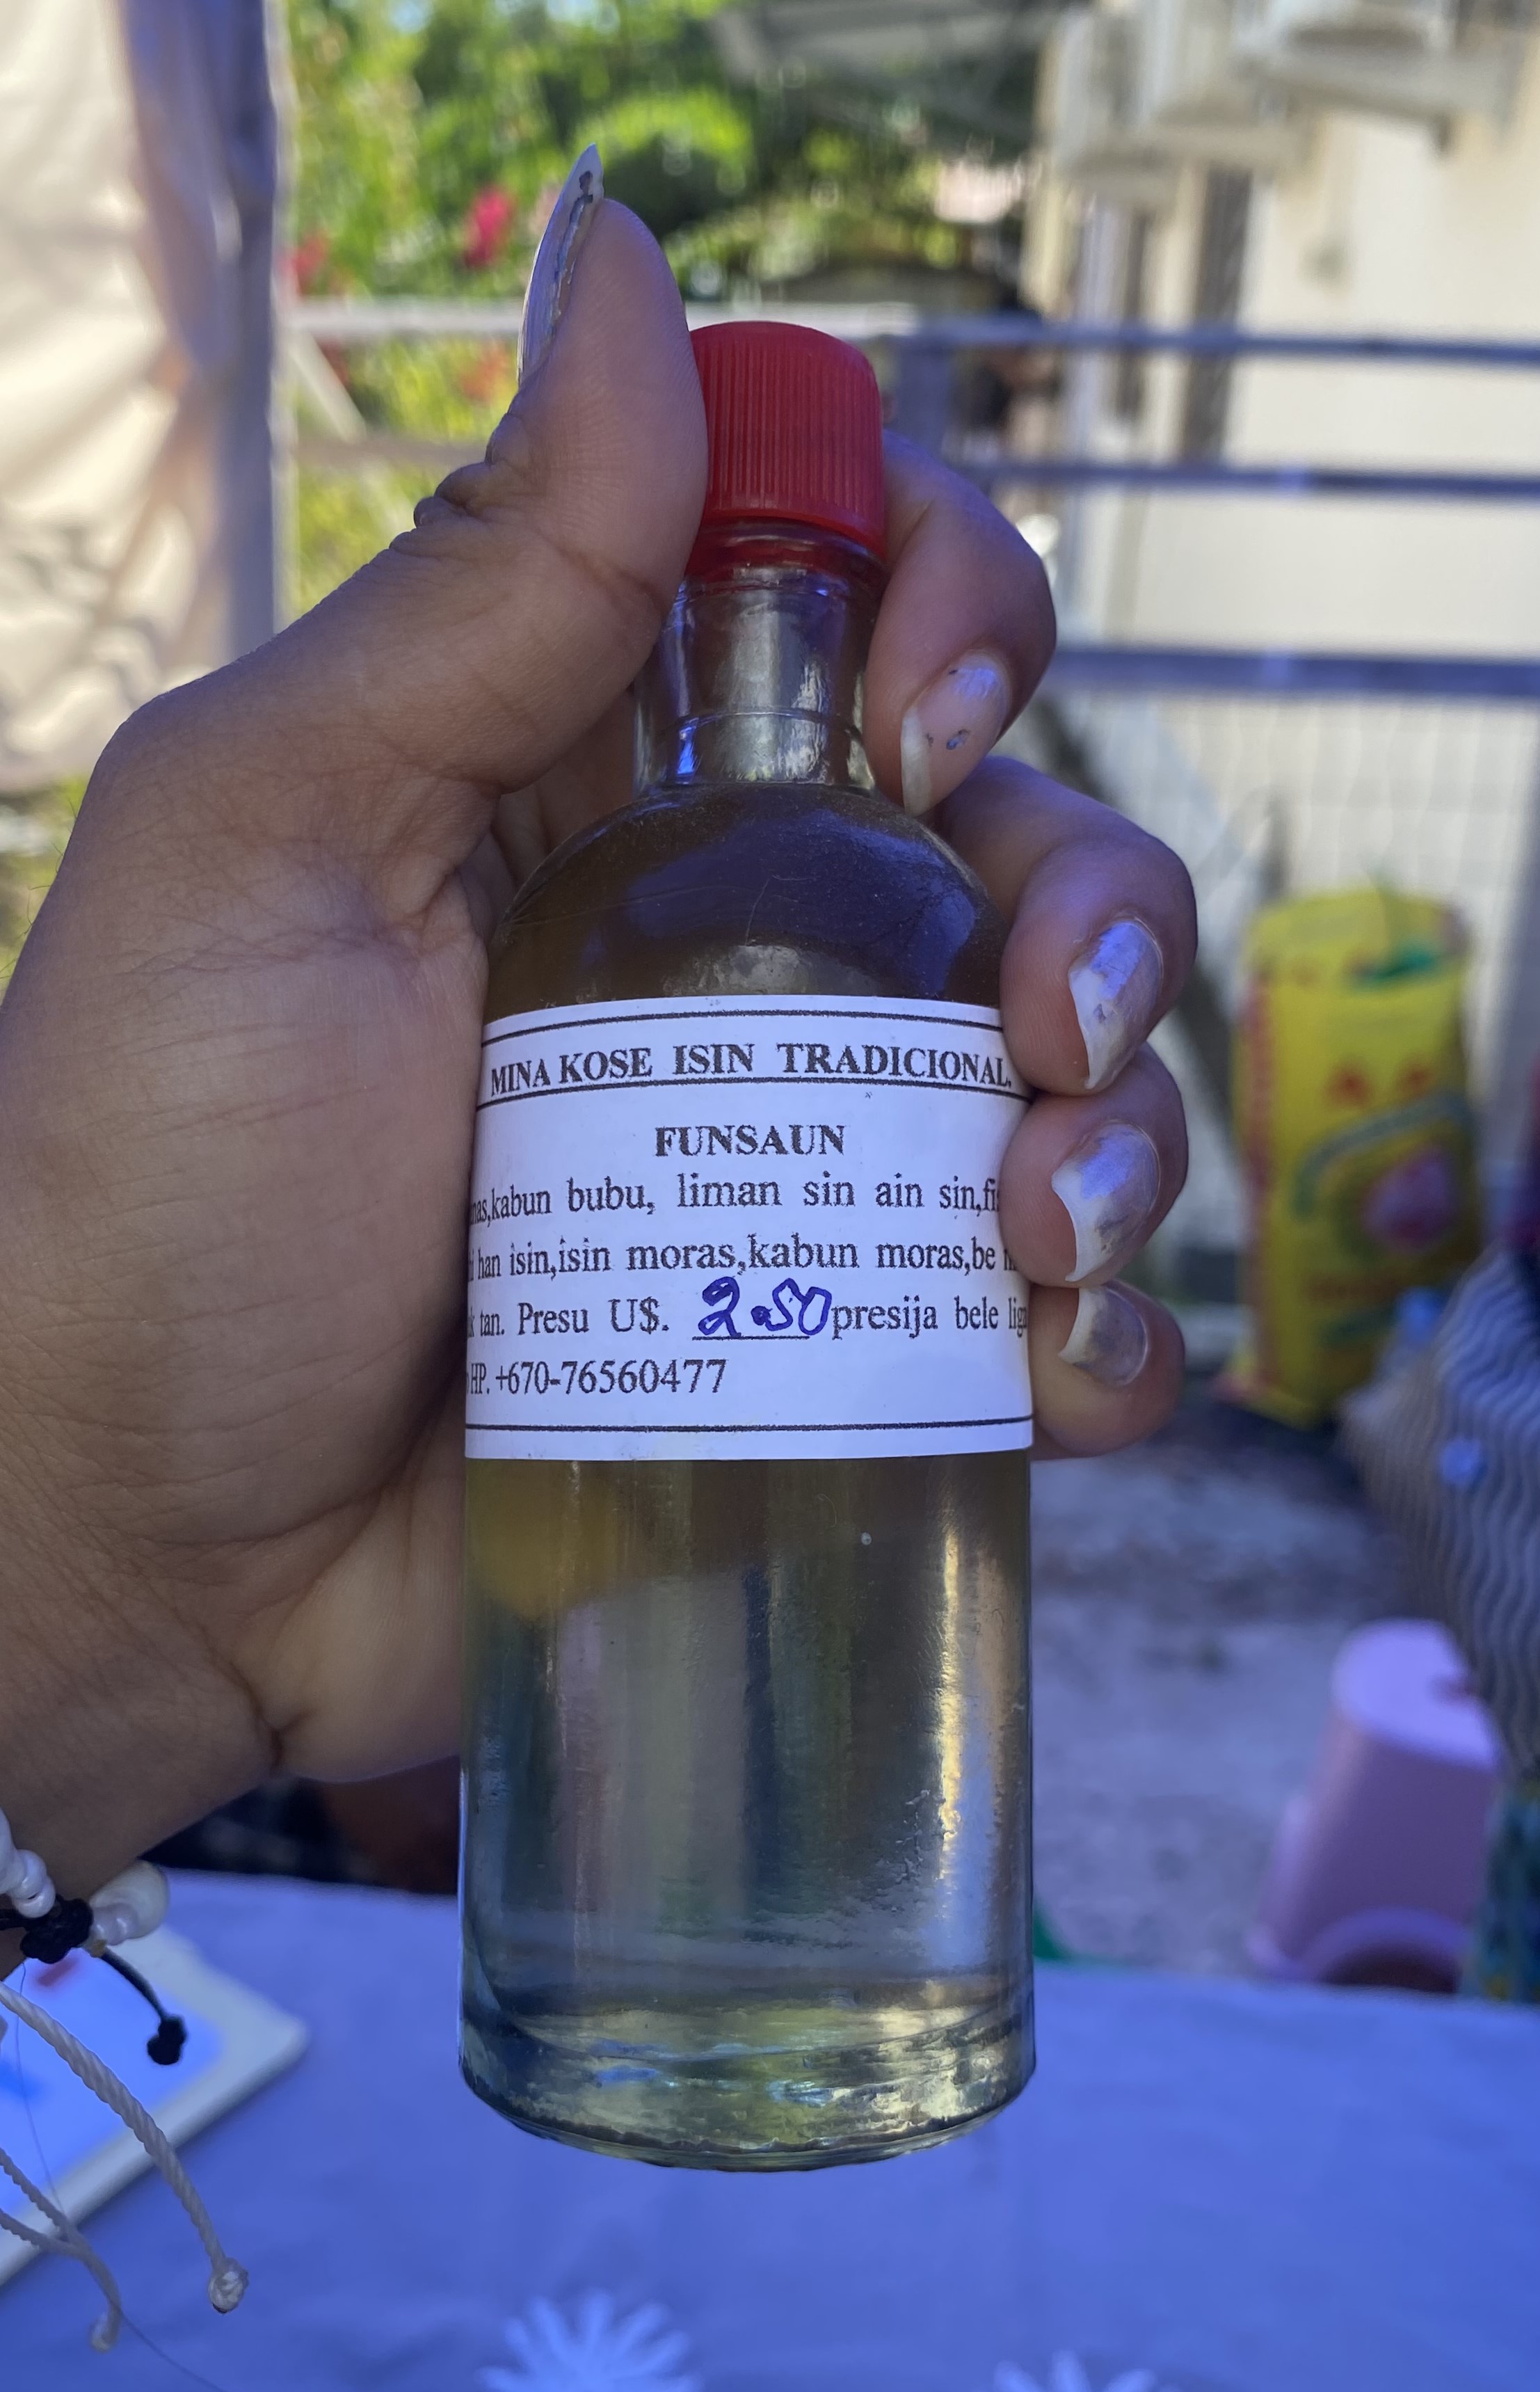 MINA KOSE ISIN TRADICIONAL.
FUNSAUN
kabun bubu, liman sin ain sin,
han isin,isin moras,kabun moras,be
tan. Presu U$. 2.50 presija bele
HP. +670-76560477